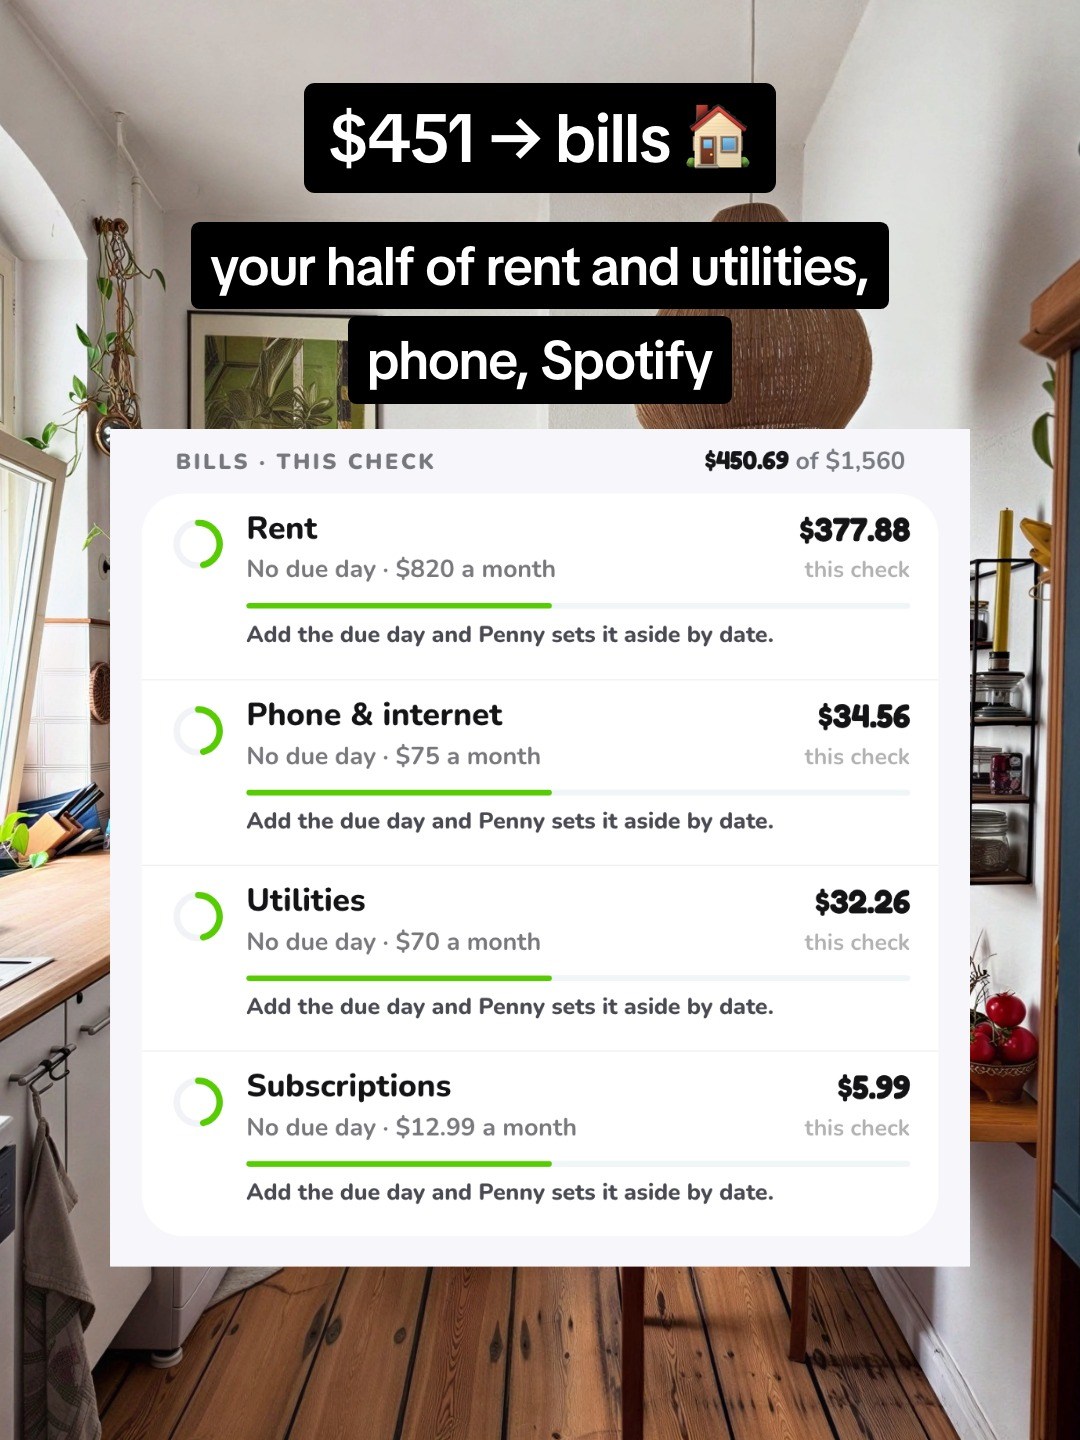 $451 → bills 🏠
your half of rent and utilities,
phone, Spotify
BILLS · THIS CHECK
$450.69 of $1,560
Rent
$377.88
No due day · $820 a month
this check
Add the due day and Penny sets it aside by date.
Phone & internet
$34.56
No due day · $75 a month
this check
Add the due day and Penny sets it aside by date.
Utilities
$32.26
No due day · $70 a month
this check
Add the due day and Penny sets it aside by date.
Subscriptions
$5.99
No due day · $12.99 a month
this check
Add the due day and Penny sets it aside by date.